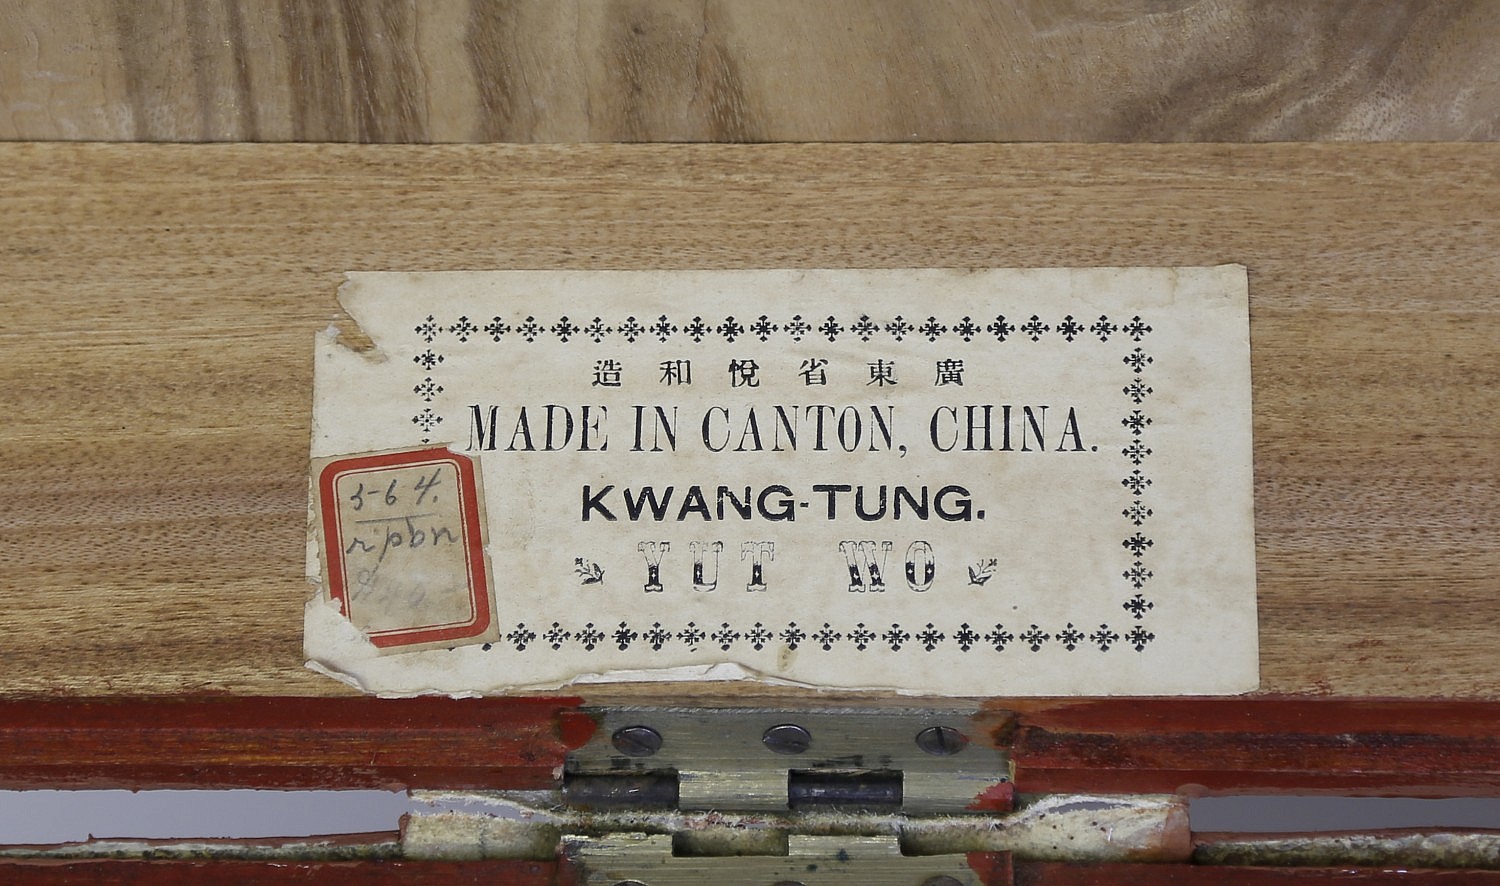 廣東省悅和造
MADE IN CANTON, CHINA.
KWANG-TUNG.
YUT WO
5-64.